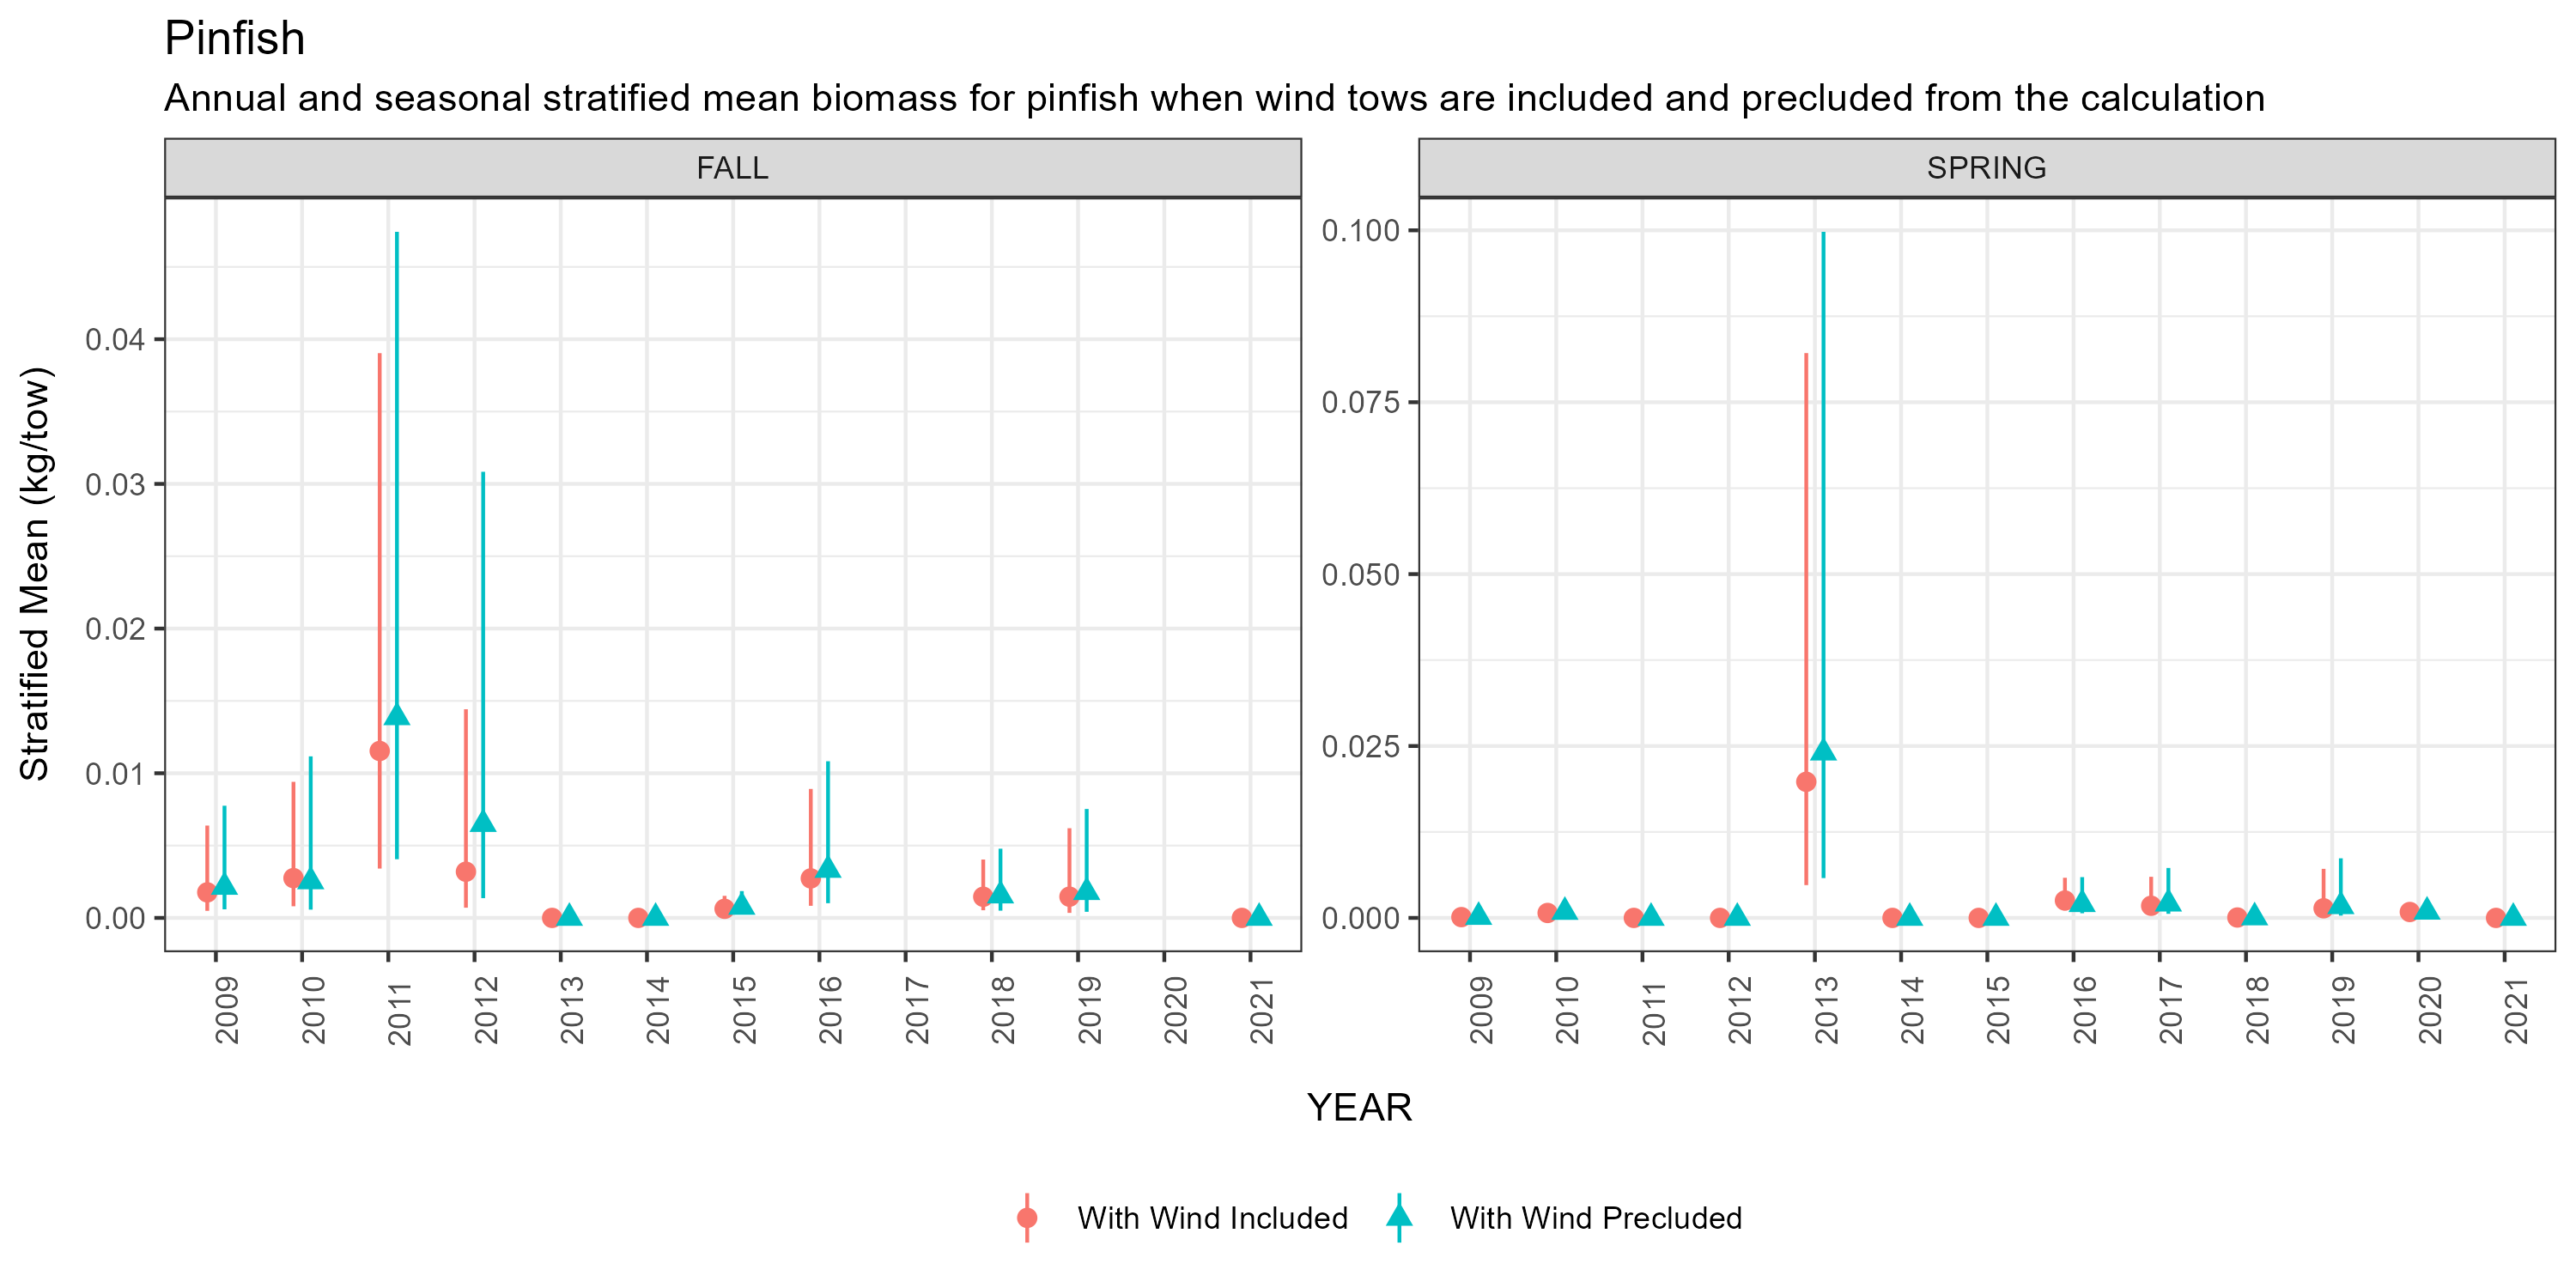 Pinfish
Annual and seasonal stratified mean biomass for pinfish when wind tows are included and precluded from the calculation
FALL
SPRING
Stratified Mean (kg/tow)
0.04
0.03
0.02
0.01
0.00
0.100
0.075
0.050
0.025
0.000
2009 2010 2011 2012 2013 2014 2015 2016 2017 2018 2019 2020 2021
2009 2010 2011 2012 2013 2014 2015 2016 2017 2018 2019 2020 2021
YEAR
With Wind Included
With Wind Precluded